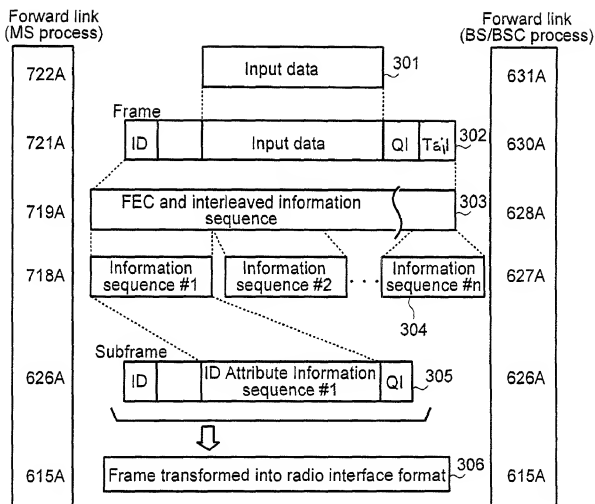 Forward link
(MS process)
Forward link
(BS/BSC process)
722A
Input data
301
631A
Frame
721A
ID
Input data
QI
Tail
302
630A
719A
FEC and interleaved information
sequence
303
628A
718A
Information
sequence #1
Information
sequence #2
. . .
Information
sequence #n
627A
304
Subframe
626A
ID
ID Attribute Information
sequence #1
QI
305
626A
615A
Frame transformed into radio interface format
306
615A